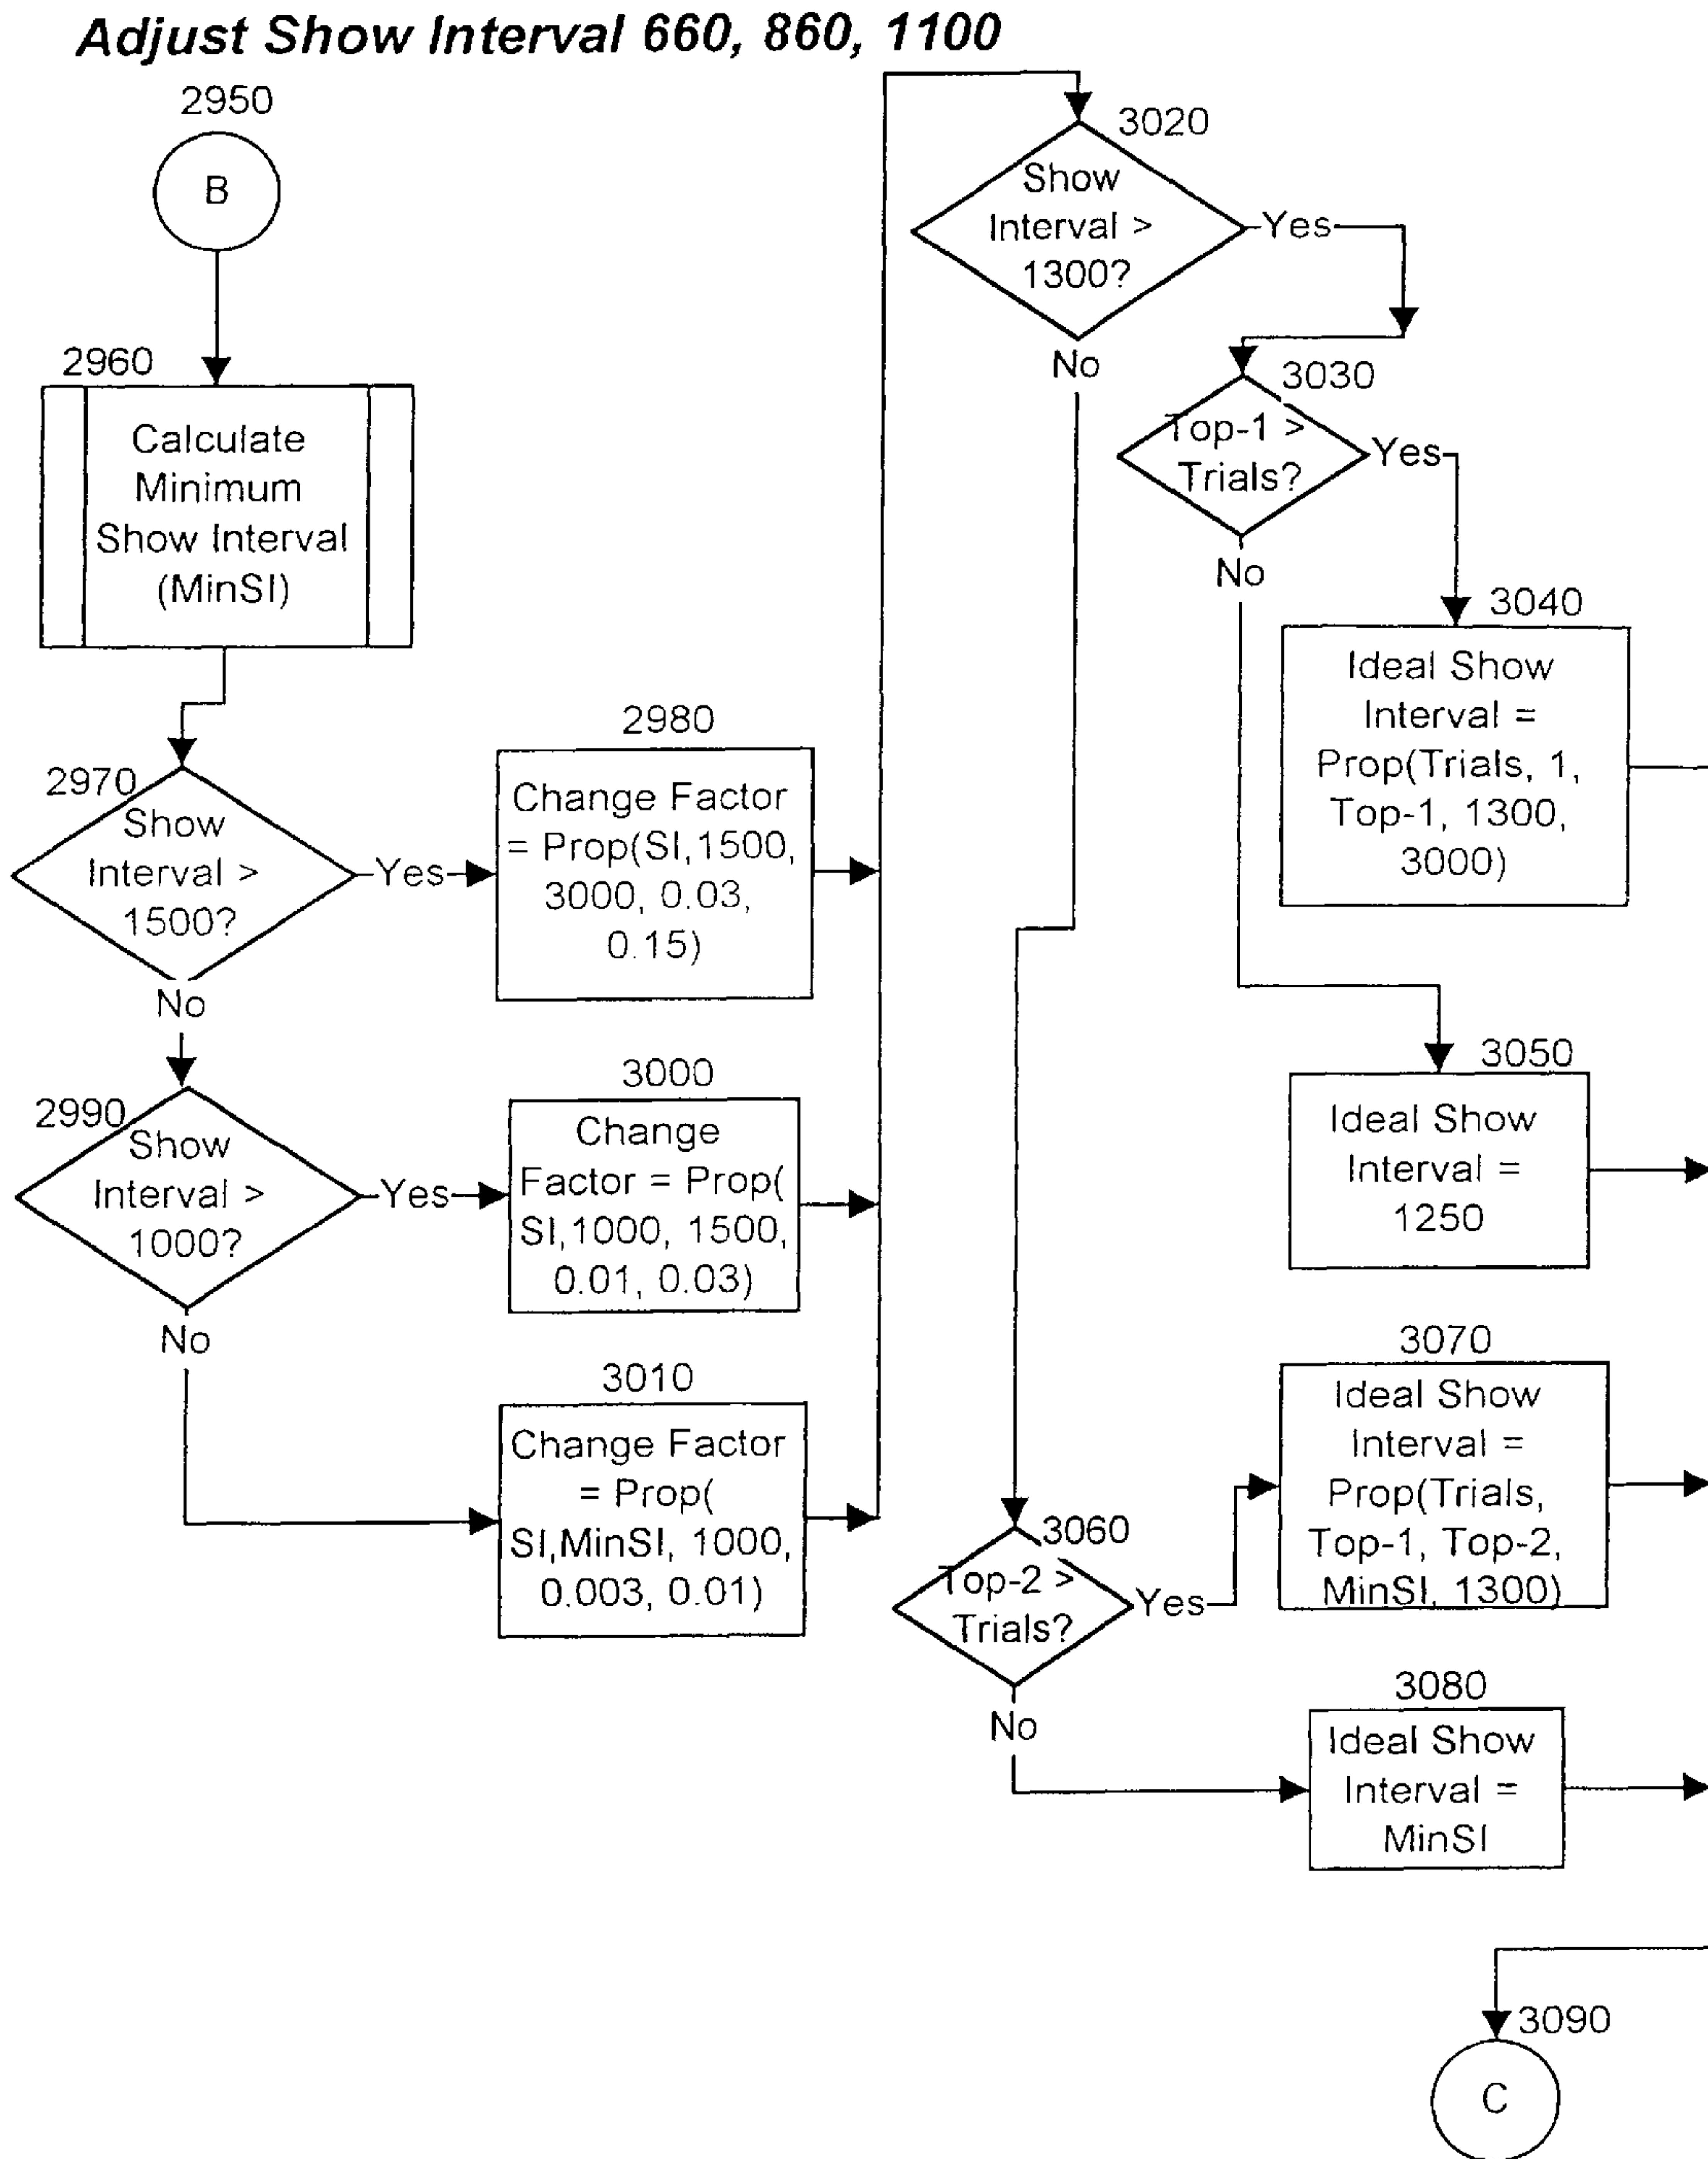 Adjust Show Interval 660, 860, 1100
2950
B
2960
Calculate
Minimum
Show Interval
(MinSI)
2970
Show
Interval >
1500?
Yes
No
2980
Change Factor
= Prop(SI,1500,
3000, 0.03,
0.15)
2990
Show
Interval >
1000?
Yes
No
3000
Change
Factor = Prop(
SI,1000, 1500,
0.01, 0.03)
3010
Change Factor
= Prop(
SI,MinSI, 1000,
0.003, 0.01)
3020
Show
Interval >
1300?
Yes
No
3030
Top-1 >
Trials?
Yes
No
3040
Ideal Show
Interval =
Prop(Trials, 1,
Top-1, 1300,
3000)
3050
Ideal Show
Interval =
1250
3060
Top-2 >
Trials?
Yes
No
3070
Ideal Show
Interval =
Prop(Trials,
Top-1, Top-2,
MinSI, 1300)
3080
Ideal Show
Interval =
MinSI
3090
C